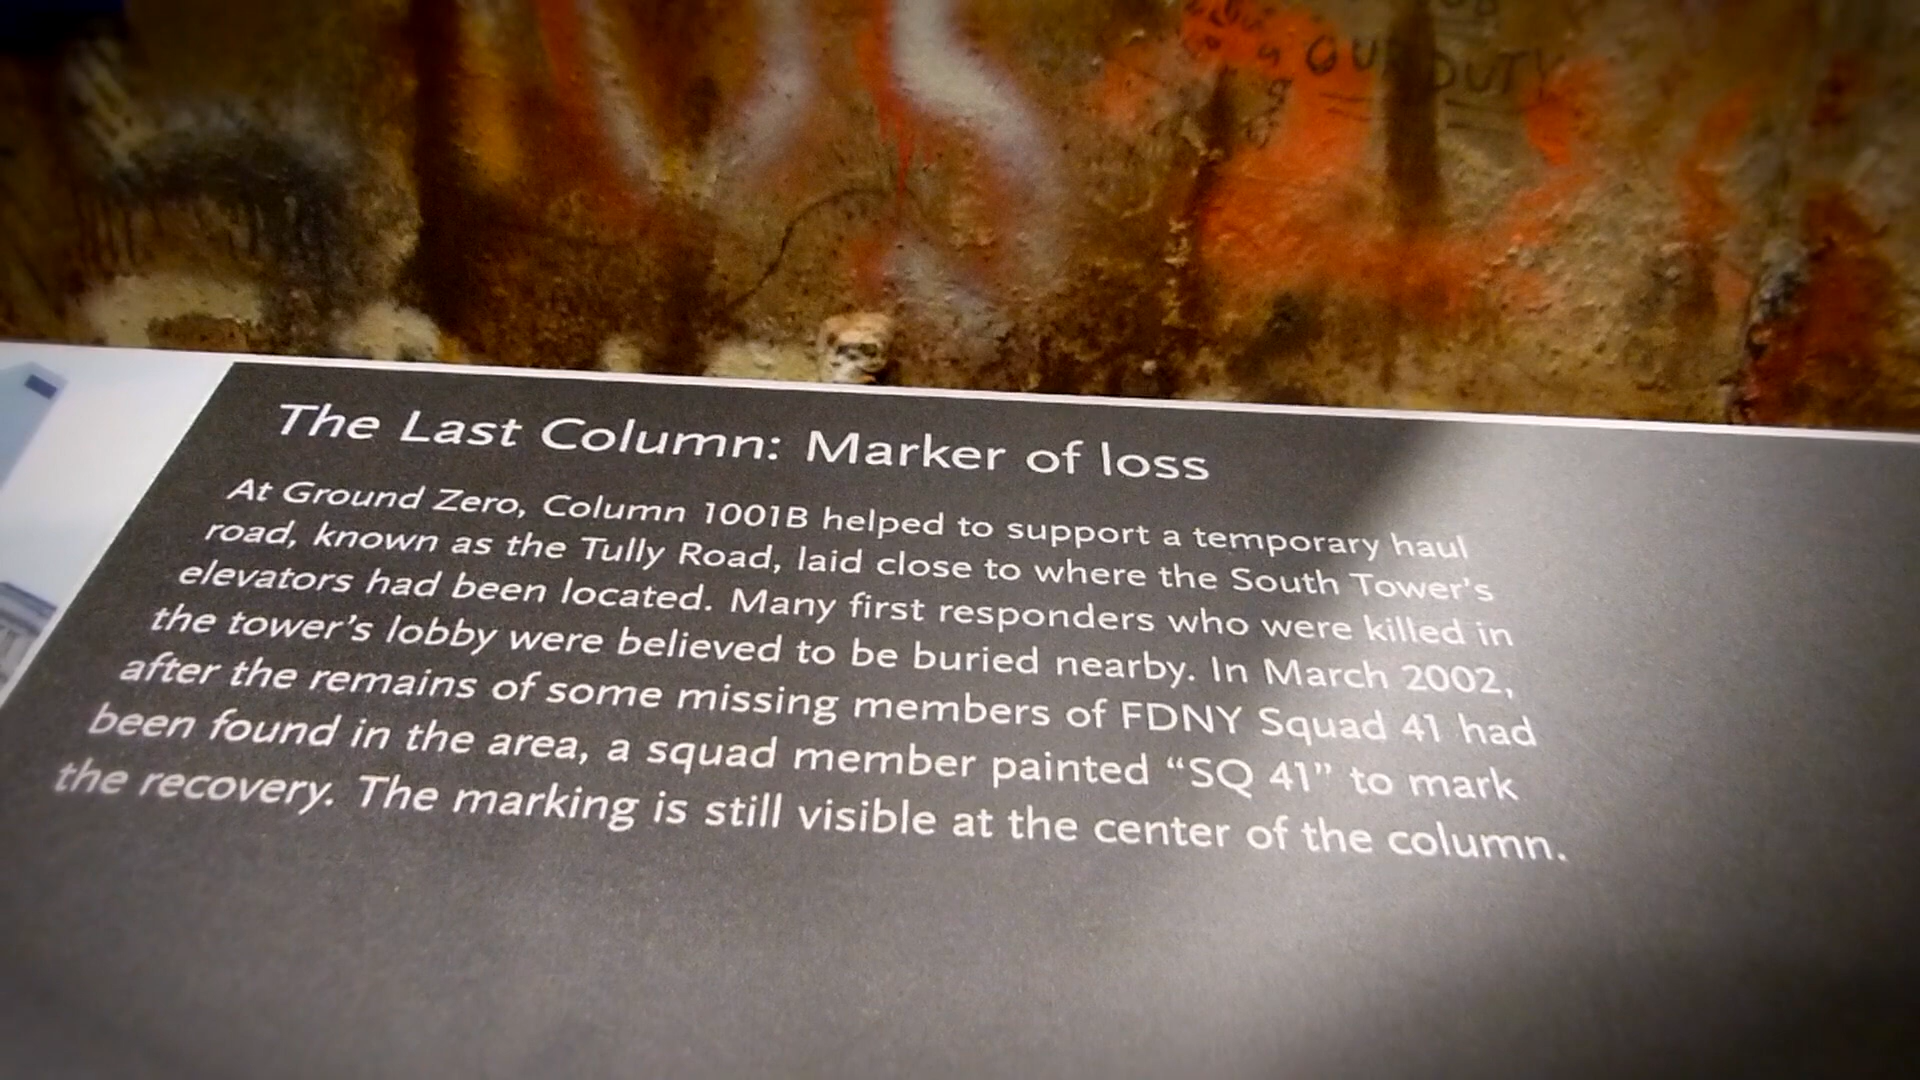 OUR DUTY
The Last Column: Marker of loss
At Ground Zero, Column 1001B helped to support a temporary haul
road, known as the Tully Road, laid close to where the South Tower's
elevators had been located. Many first responders who were killed in
the tower's lobby were believed to be buried nearby. In March 2002,
after the remains of some missing members of FDNY Squad 41 had
been found in the area, a squad member painted “SQ 41” to mark
the recovery. The marking is still visible at the center of the column.